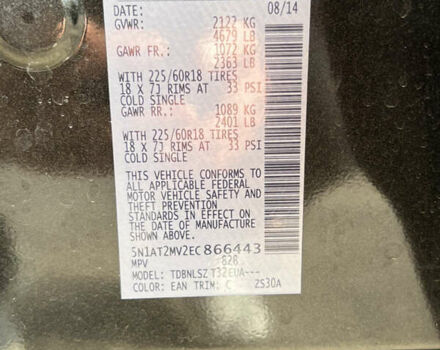 DATE: 08/14
GVWR: 2122 KG
4679 LB
GAWR FR.: 1072 KG
2363 LB
WITH 225/60R18 TIRES
18 X 7J RIMS AT 33 PSI
COLD SINGLE
GAWR RR.: 1089 KG
2401 LB
WITH 225/60R18 TIRES
18 X 7J RIMS AT 33 PSI
COLD SINGLE
THIS VEHICLE CONFORMS TO
ALL APPLICABLE FEDERAL
MOTOR VEHICLE SAFETY AND
THEFT PREVENTION
STANDARDS IN EFFECT ON
THE DATE OF MANUFACTURE
SHOWN ABOVE.
5N1AT2MV2EC866443
MPV 828
MODEL: TDBNLSZ T32EUA---
COLOR: EAN TRIM: C ZS30A